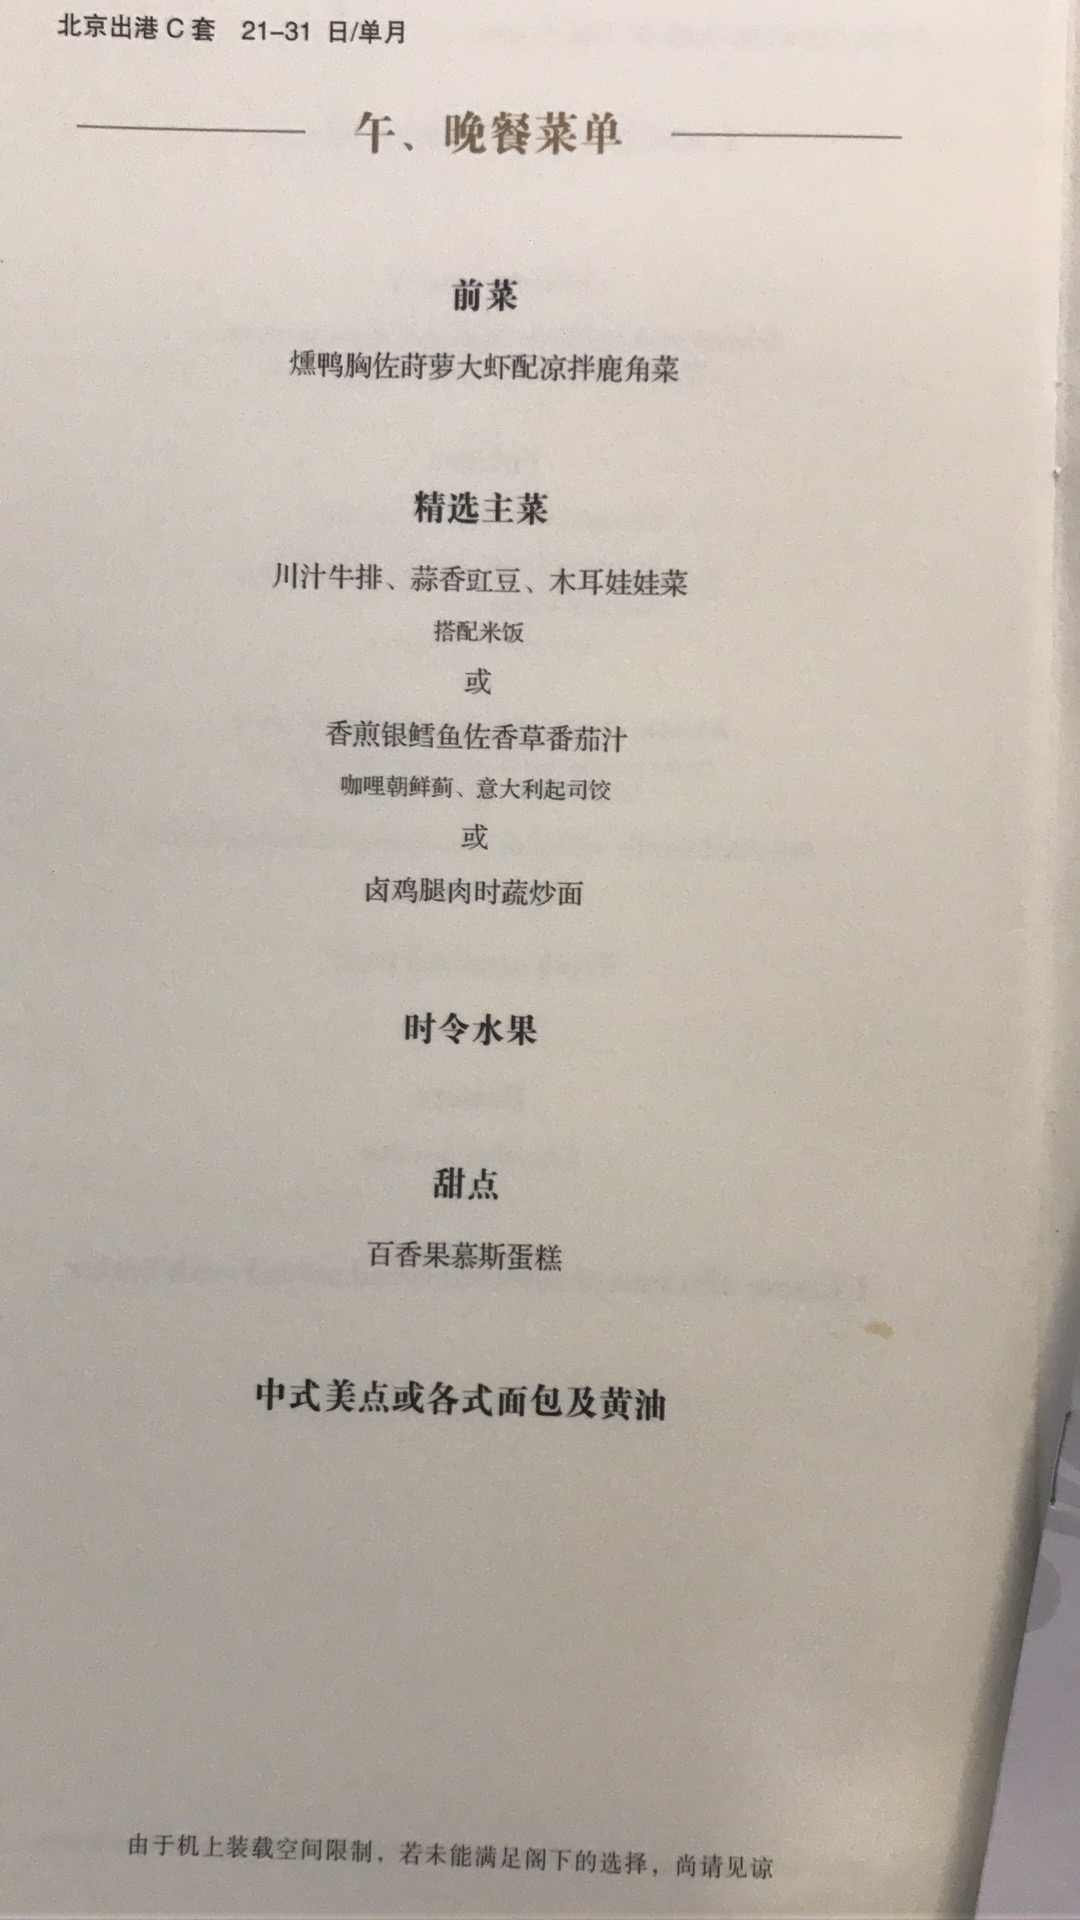 北京出港 C 套 21-31 日/单月
午、晚餐菜单
前菜
燻鸭胸佐莳萝大虾配凉拌鹿角菜
精选主菜
川汁牛排、蒜香豇豆、木耳娃娃菜
搭配米饭
或
香煎银鳕鱼佐香草番茄汁
咖哩朝鲜蓟、意大利起司饺
或
卤鸡腿肉时蔬炒面
时令水果
甜点
百香果慕斯蛋糕
中式美点或各式面包及黄油
由于机上装载空间限制，若未能满足阁下的选择，尚请见谅